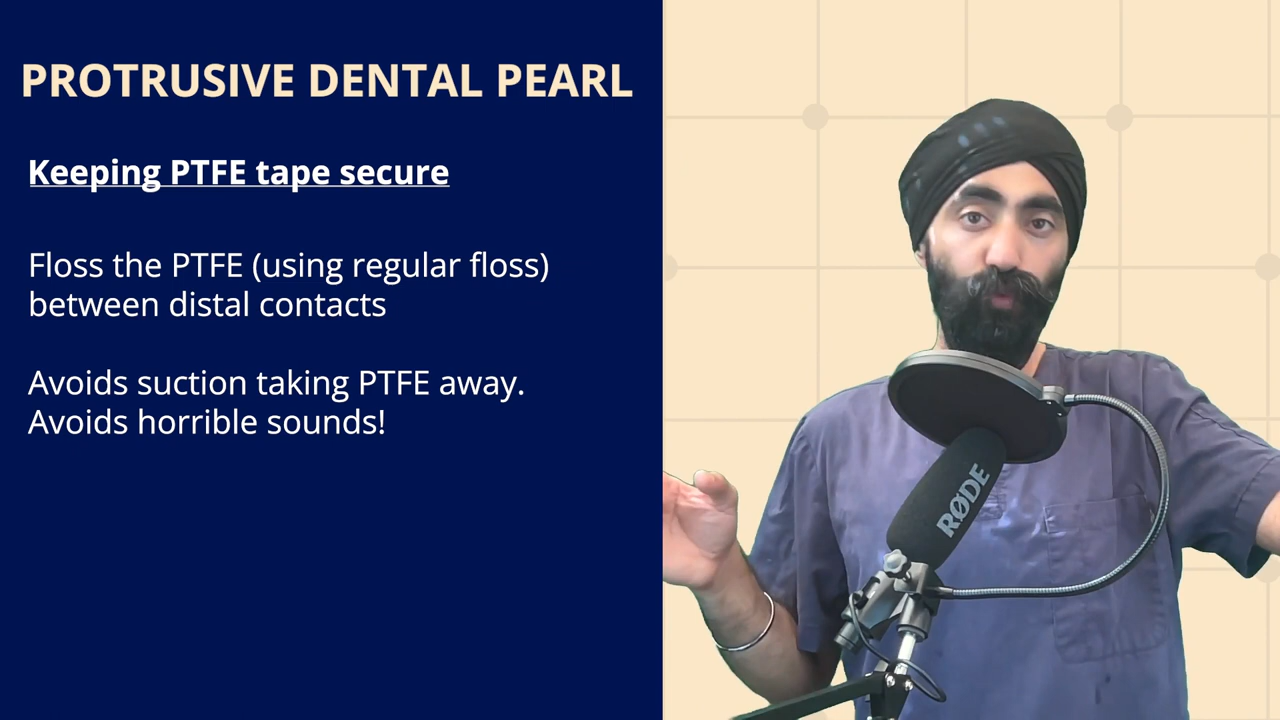 PROTRUSIVE DENTAL PEARL
Keeping PTFE tape secure
Floss the PTFE (using regular floss)
between distal contacts
Avoids suction taking PTFE away.
Avoids horrible sounds!
RØDE